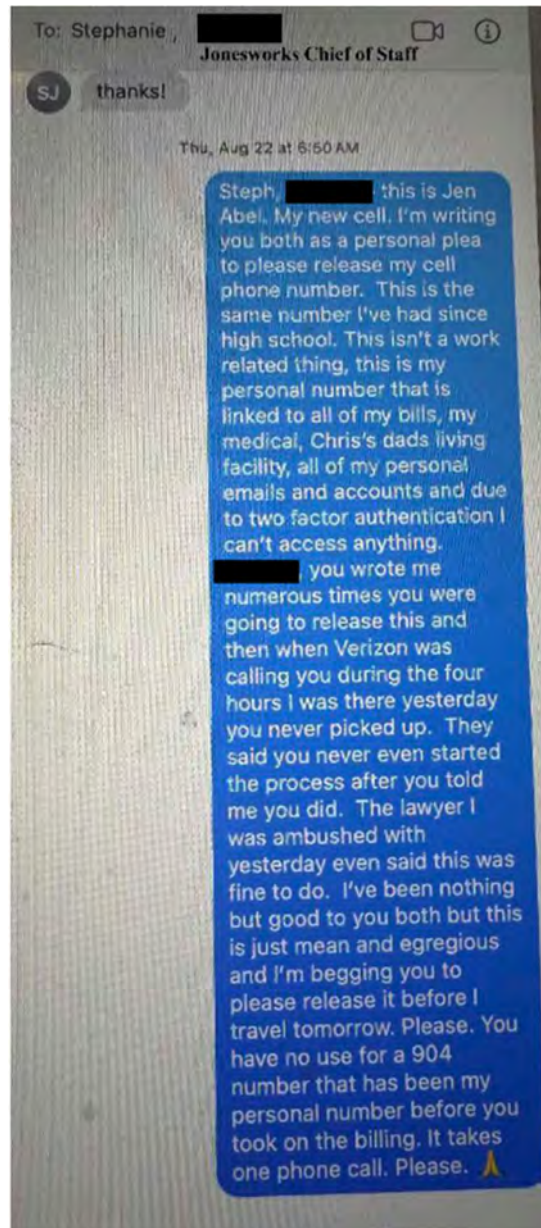 To: Stephanie ,
Jonesworks Chief of Staff
SJ
thanks!
Thu, Aug 22 at 6:50 AM
Steph, this is Jen
Abel. My new cell. I'm writing
you both as a personal plea
to please release my cell
phone number. This is the
same number I've had since
high school. This isn't a work
related thing, this is my
personal number that is
linked to all of my bills, my
medical, Chris's dads living
facility, all of my personal
emails and accounts and due
to two factor authentication I
can't access anything.
, you wrote me
numerous times you were
going to release this and
then when Verizon was
calling you during the four
hours I was there yesterday
you never picked up. They
said you never even started
the process after you told
me you did. The lawyer I
was ambushed with
yesterday even said this was
fine to do. I've been nothing
but good to you both but this
is just mean and egregious
and I'm begging you to
please release it before I
travel tomorrow. Please. You
have no use for a 904
number that has been my
personal number before you
took on the billing. It takes
one phone call. Please. 🙏